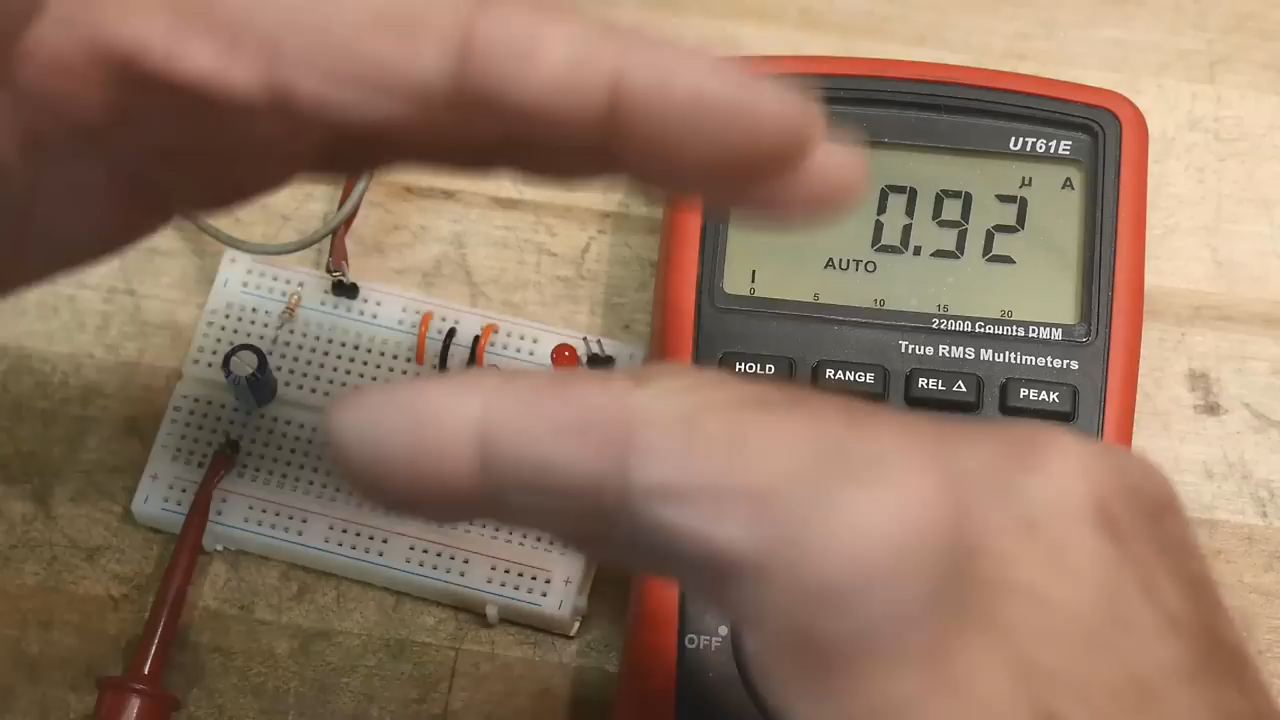 UT61E
μ A
0.92
AUTO
0 5 10 15 20
22000 Counts DMM
True RMS Multimeters
HOLD RANGE REL △ PEAK
OFF